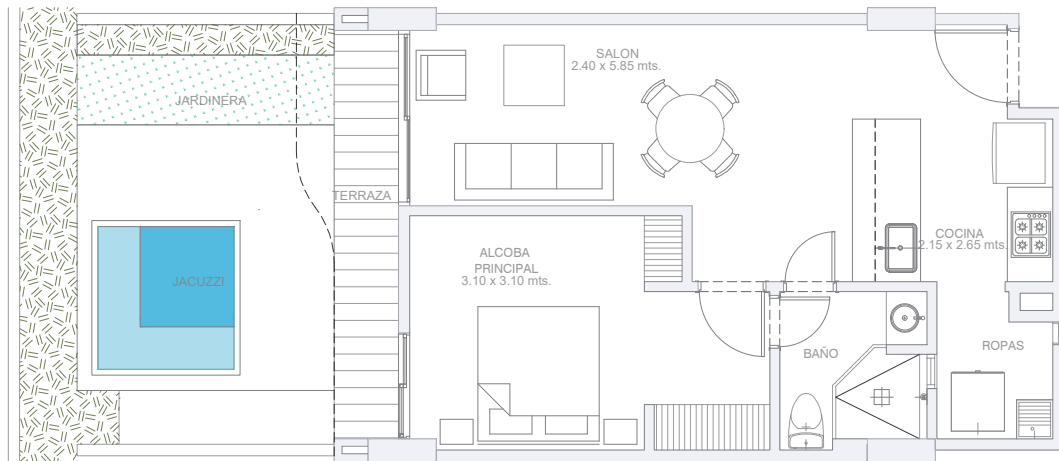 SALON
2.40 x 5.85 mts.
JARDINERA
TERRAZA
COCINA
2.15 x 2.65 mts.
ALCOBA
PRINCIPAL
3.10 x 3.10 mts.
JACUZZI
BAÑO
ROPAS